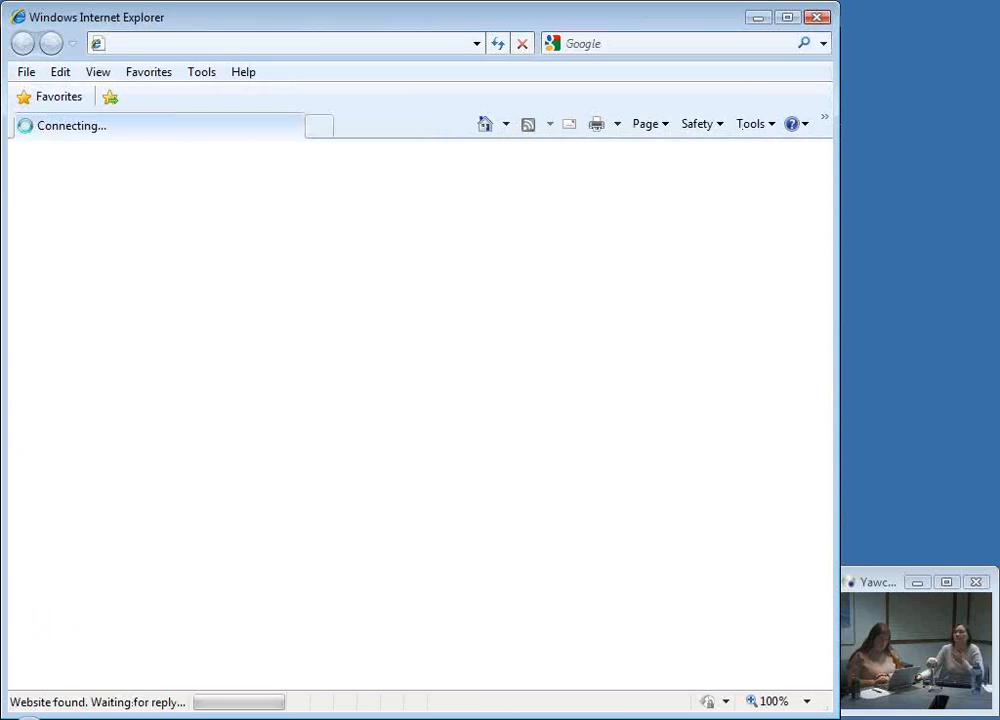 Windows Internet Explorer
Google
File Edit View Favorites Tools Help
Favorites
Connecting...
Page Safety Tools
»
Yawc...
Website found. Waiting for reply...
100%